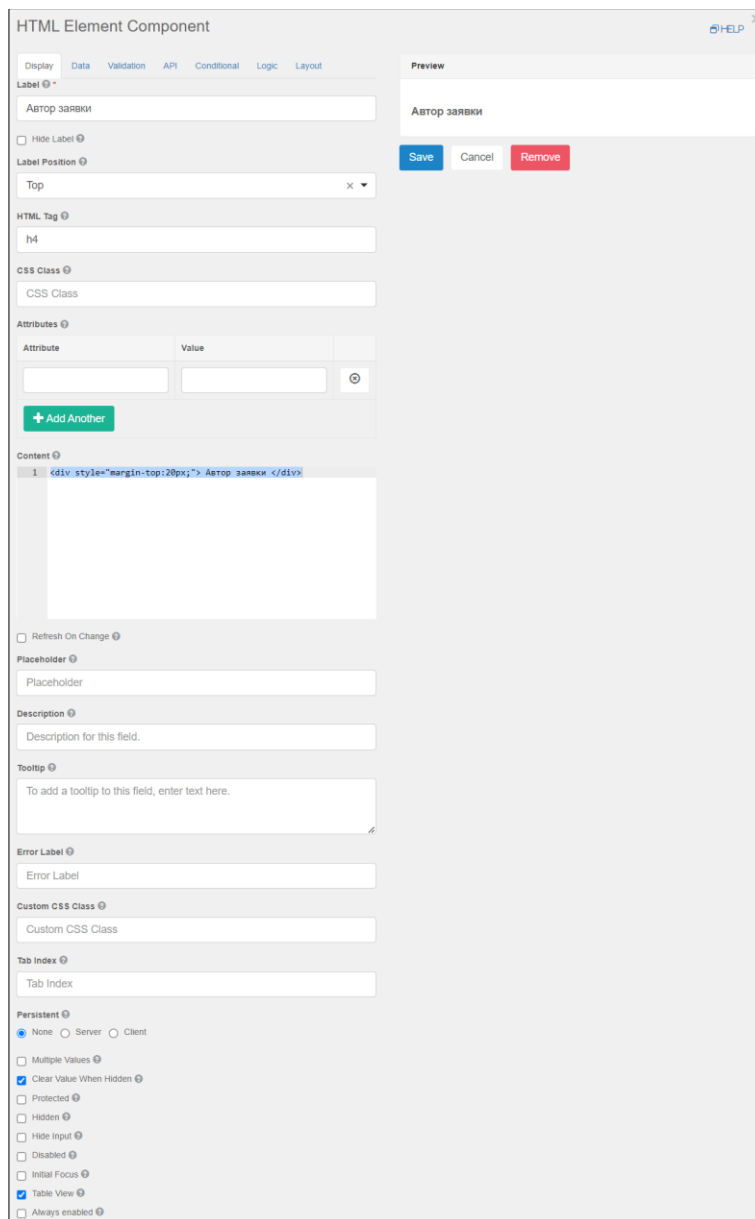 HTML Element Component
HELP
Display Data Validation API Conditional Logic Layout
Label *
Автор заявки
Hide Label
Label Position
Top
HTML Tag
h4
CSS Class
CSS Class
Attributes
Attribute Value
Add Another
Content
1 <div style="margin-top:20px;"> Автор заявки </div>
Refresh On Change
Placeholder
Placeholder
Description
Description for this field.
Tooltip
To add a tooltip to this field, enter text here.
Error Label
Error Label
Custom CSS Class
Custom CSS Class
Tab Index
Tab Index
Persistent
None Server Client
Multiple Values
Clear Value When Hidden
Protected
Hidden
Hide Input
Disabled
Initial Focus
Table View
Always enabled
Preview
Автор заявки
Save Cancel Remove